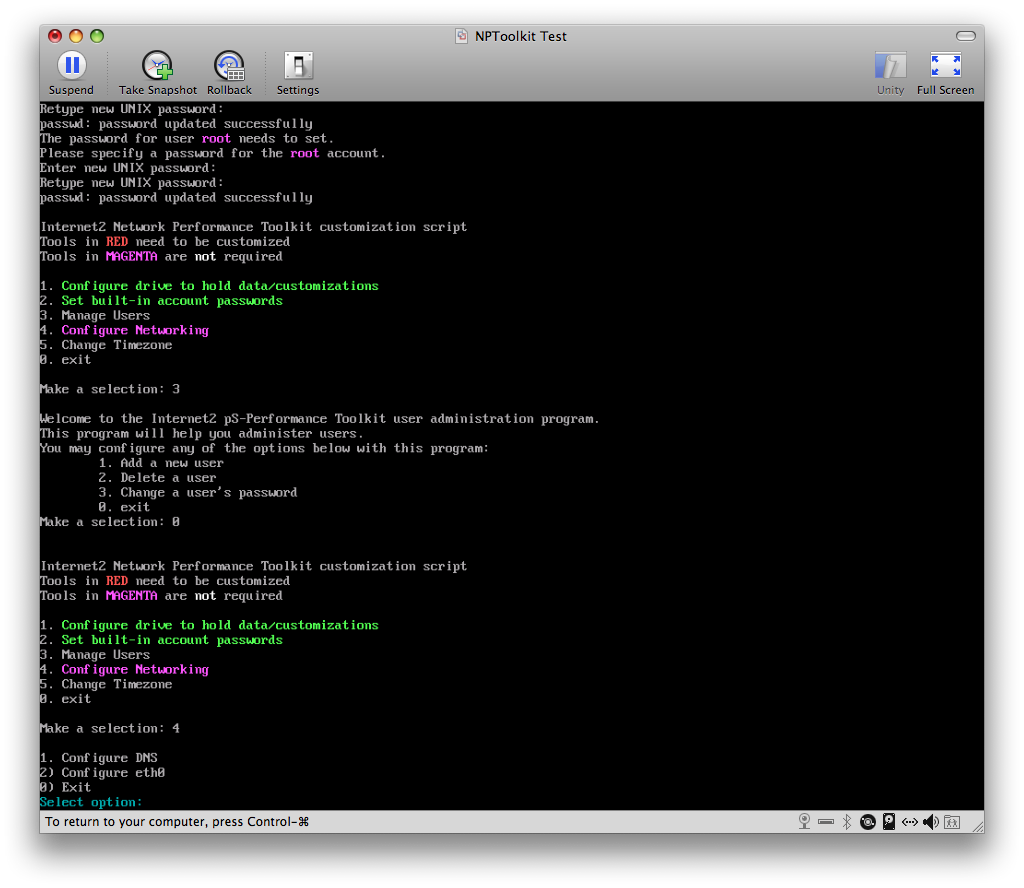 NPToolkit Test
Suspend
Take Snapshot
Rollback
Settings
Unity
Full Screen
Retype new UNIX password:
passwd: password updated successfully
The password for user root needs to set.
Please specify a password for the root account.
Enter new UNIX password:
Retype new UNIX password:
passwd: password updated successfully
Internet2 Network Performance Toolkit customization script
Tools in RED need to be customized
Tools in MAGENTA are not required
1. Configure drive to hold data/customizations
2. Set built-in account passwords
3. Manage Users
4. Configure Networking
5. Change Timezone
0. exit
Make a selection: 3
Welcome to the Internet2 pS-Performance Toolkit user administration program.
This program will help you administer users.
You may configure any of the options below with this program:
1. Add a new user
2. Delete a user
3. Change a user's password
0. exit
Make a selection: 0
Internet2 Network Performance Toolkit customization script
Tools in RED need to be customized
Tools in MAGENTA are not required
1. Configure drive to hold data/customizations
2. Set built-in account passwords
3. Manage Users
4. Configure Networking
5. Change Timezone
0. exit
Make a selection: 4
1. Configure DNS
2) Configure eth0
0) Exit
Select option:
To return to your computer, press Control-⌘